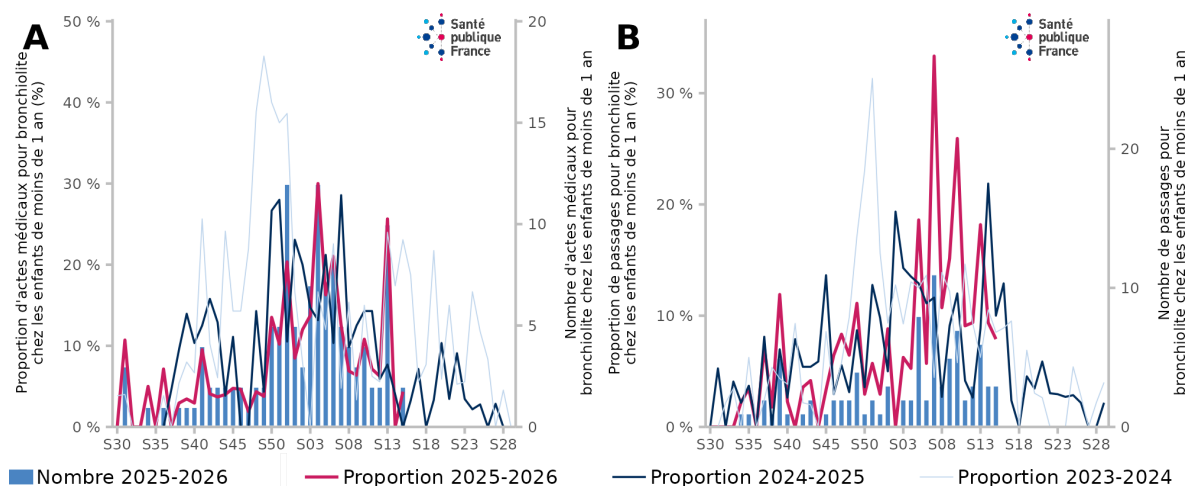 A
Santé
publique
France
Proportion d'actes médicaux pour bronchiolite
chez les enfants de moins de 1 an (%)
50 %
40 %
30 %
20 %
10 %
0 %
20
15
10
5
0
Nombre d'actes médicaux pour
bronchiolite chez les enfants de moins de 1 an
S30 S35 S40 S45 S50 S03 S08 S13 S18 S23 S28
B
Santé
publique
France
Proportion de passages pour bronchiolite
chez les enfants de moins de 1 an (%)
30 %
20 %
10 %
0 %
20
10
0
Nombre de passages pour
bronchiolite chez les enfants de moins de 1 an
S30 S35 S40 S45 S50 S03 S08 S13 S18 S23 S28
Nombre 2025-2026 Proportion 2025-2026 Proportion 2024-2025 Proportion 2023-2024